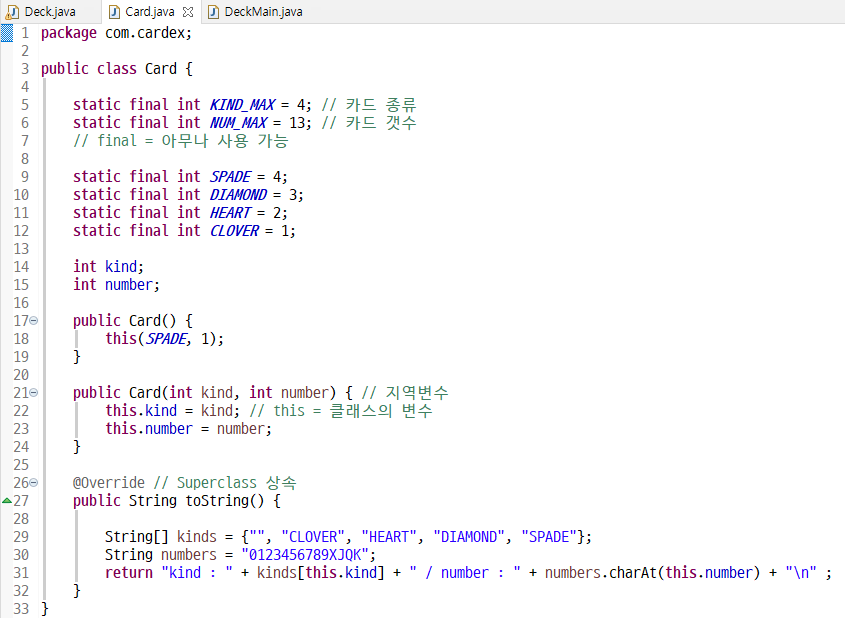 Deck.java Card.java DeckMain.java
1 package com.cardex;
2
3 public class Card {
4
5 static final int KIND_MAX = 4; // 카드 종류
6 static final int NUM_MAX = 13; // 카드 갯수
7 // final = 아무나 사용 가능
8
9 static final int SPADE = 4;
10 static final int DIAMOND = 3;
11 static final int HEART = 2;
12 static final int CLOVER = 1;
13
14 int kind;
15 int number;
16
17 public Card() {
18 this(SPADE, 1);
19 }
20
21 public Card(int kind, int number) { // 지역변수
22 this.kind = kind; // this = 클래스의 변수
23 this.number = number;
24 }
25
26 @Override // Superclass 상속
27 public String toString() {
28
29 String[] kinds = {"", "CLOVER", "HEART", "DIAMOND", "SPADE"};
30 String numbers = "0123456789XJQK";
31 return "kind : " + kinds[this.kind] + " / number : " + numbers.charAt(this.number) + "\n" ;
32 }
33 }